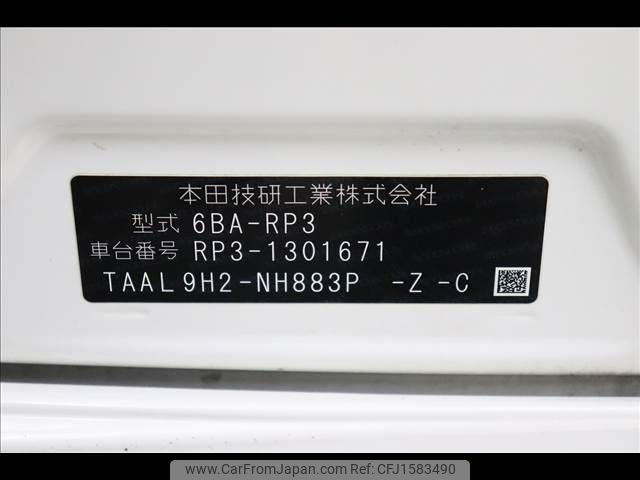 本田技研工業株式会社
型式 6BA-RP3
車台番号 RP3-1301671
TAAL9H2-NH883P -Z-C
www.CarFromJapan.com - CFJ1583490